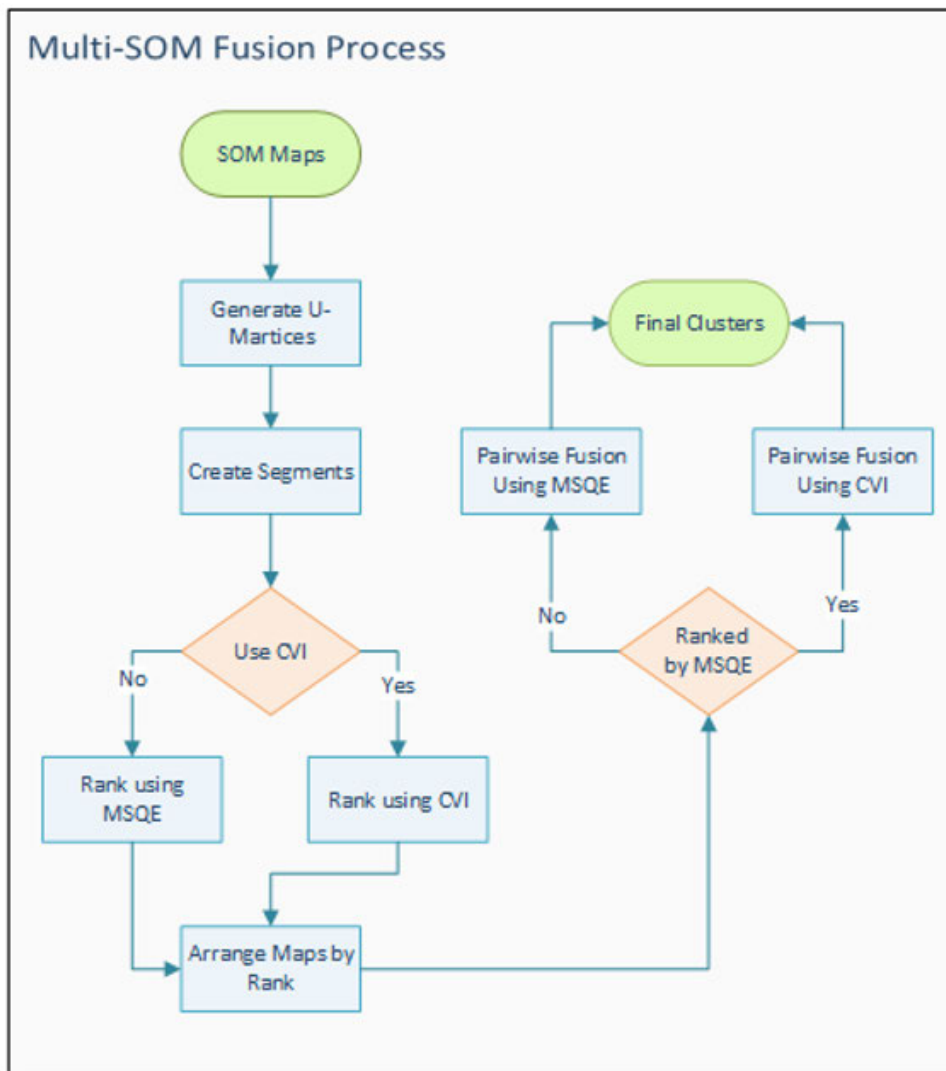 Multi-SOM Fusion Process
SOM Maps
Generate U-
Martices
Create Segments
Use CVI
No
Yes
Rank using
MSQE
Rank using CVI
Arrange Maps by
Rank
Final Clusters
Pairwise Fusion
Using MSQE
Pairwise Fusion
Using CVI
No
Yes
Ranked
by MSQE